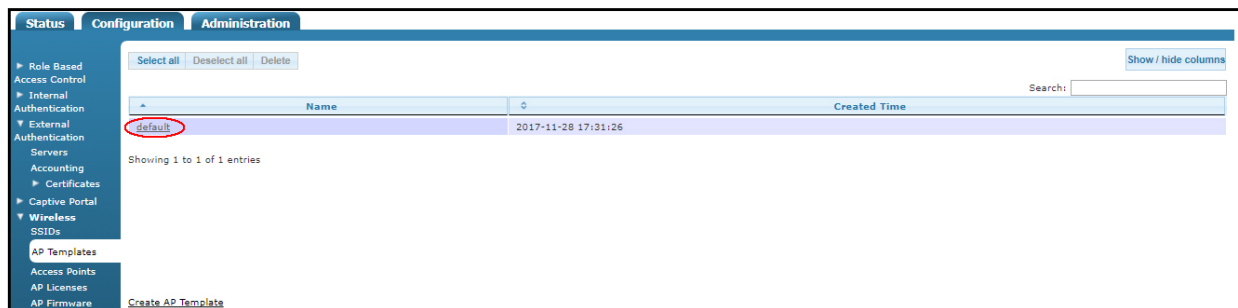 Status Configuration Administration
Role Based
Access Control
Internal
Authentication
External
Authentication
Servers
Accounting
Certificates
Captive Portal
Wireless
SSIDs
AP Templates
Access Points
AP Licenses
AP Firmware
Select all Deselect all Delete
Show / hide columns
Search:
Name Created Time
default 2017-11-28 17:31:26
Showing 1 to 1 of 1 entries
Create AP Template